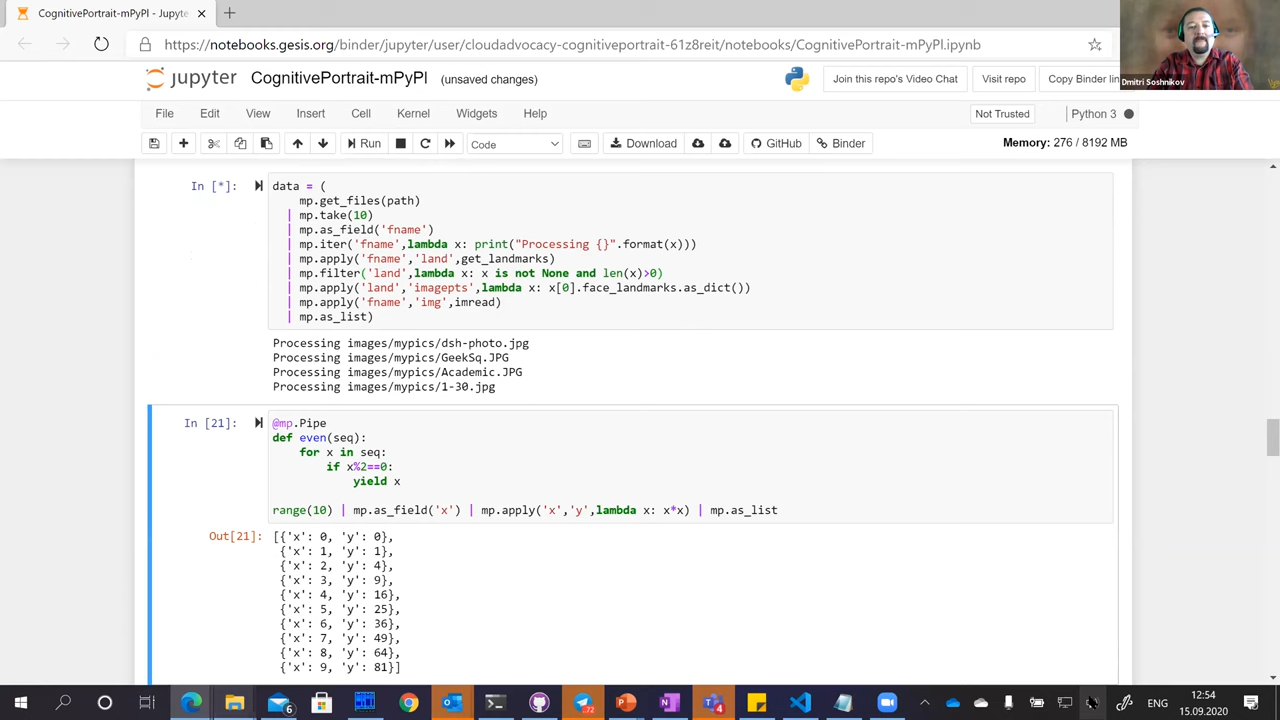 CognitivePortrait-mPyPl - Jupyte
https://notebooks.gesis.org/binder/jupyter/user/cloudadvocacy-cognitiveportrait-61z8reit/notebooks/CognitivePortrait-mPyPl.ipynb
Dmitri Soshnikov
jupyter CognitivePortrait-mPyPl (unsaved changes)
Join this repo's Video Chat Visit repo Copy Binder lin
File Edit View Insert Cell Kernel Widgets Help
Not Trusted Python 3
Run Code Download GitHub Binder
Memory: 276 / 8192 MB
In [*]:
data = (
mp.get_files(path)
| mp.take(10)
| mp.as_field('fname')
| mp.iter('fname',lambda x: print("Processing {}".format(x)))
| mp.apply('fname','land',get_landmarks)
| mp.filter('land',lambda x: x is not None and len(x)>0)
| mp.apply('land','imagepts',lambda x: x[0].face_landmarks.as_dict())
| mp.apply('fname','img',imread)
| mp.as_list)
Processing images/mypics/dsh-photo.jpg
Processing images/mypics/GeekSq.JPG
Processing images/mypics/Academic.JPG
Processing images/mypics/1-30.jpg
In [21]:
@mp.Pipe
def even(seq):
for x in seq:
if x%2==0:
yield x
range(10) | mp.as_field('x') | mp.apply('x','y',lambda x: x*x) | mp.as_list
Out[21]:
[{'x': 0, 'y': 0},
{'x': 1, 'y': 1},
{'x': 2, 'y': 4},
{'x': 3, 'y': 9},
{'x': 4, 'y': 16},
{'x': 5, 'y': 25},
{'x': 6, 'y': 36},
{'x': 7, 'y': 49},
{'x': 8, 'y': 64},
{'x': 9, 'y': 81}]
6
72
4
ENG
12:54
15.09.2020